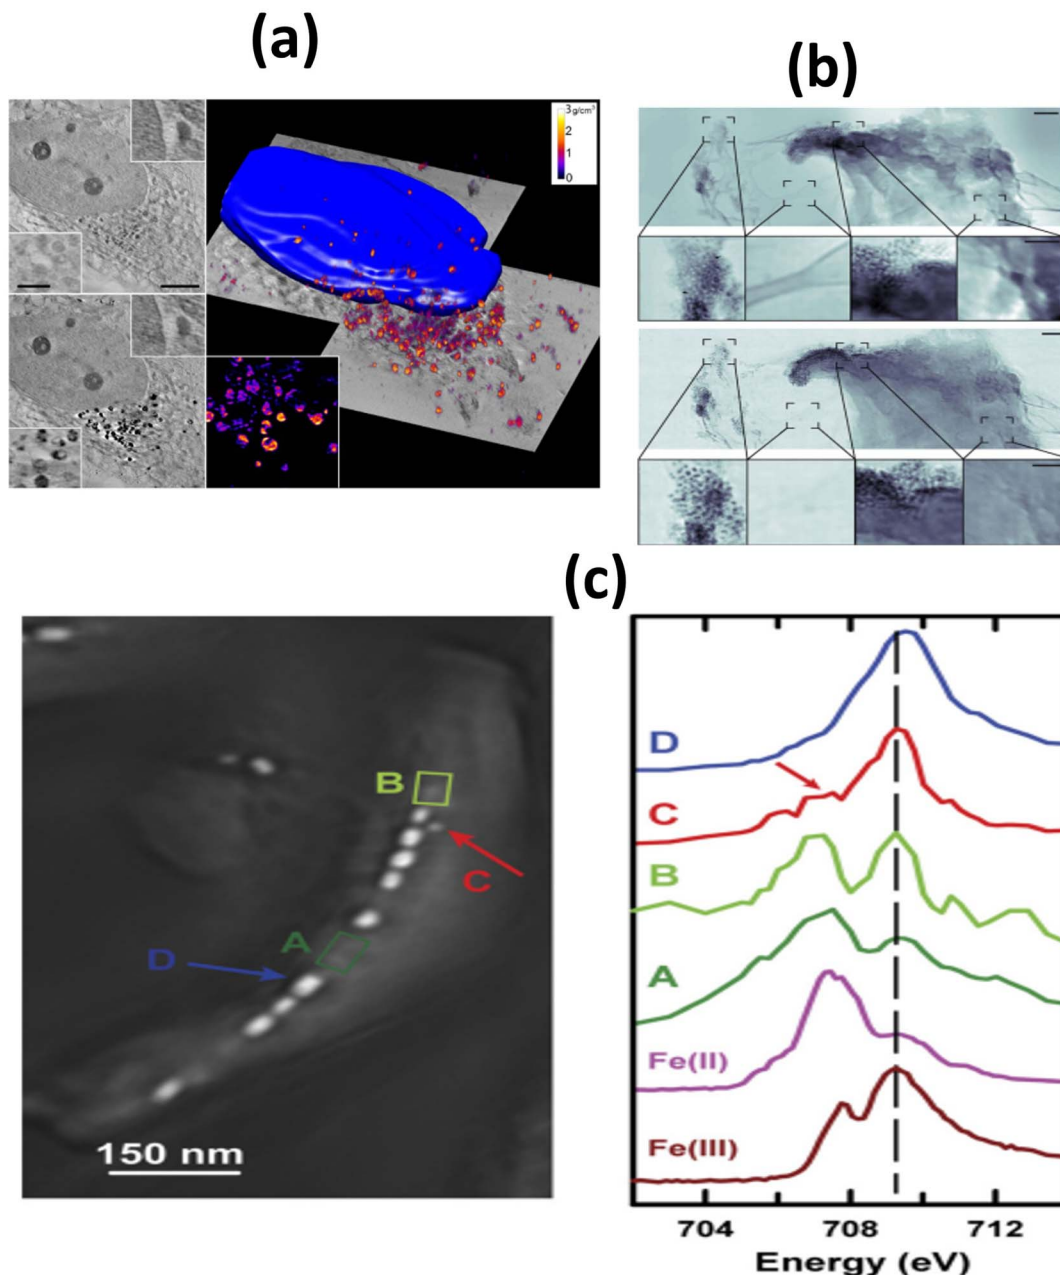 (a)
(b)
3 g/cm³
2
1
0
(c)
B
C
A
D
150 nm
D
C
B
A
Fe(II)
Fe(III)
704 708 712
Energy (eV)